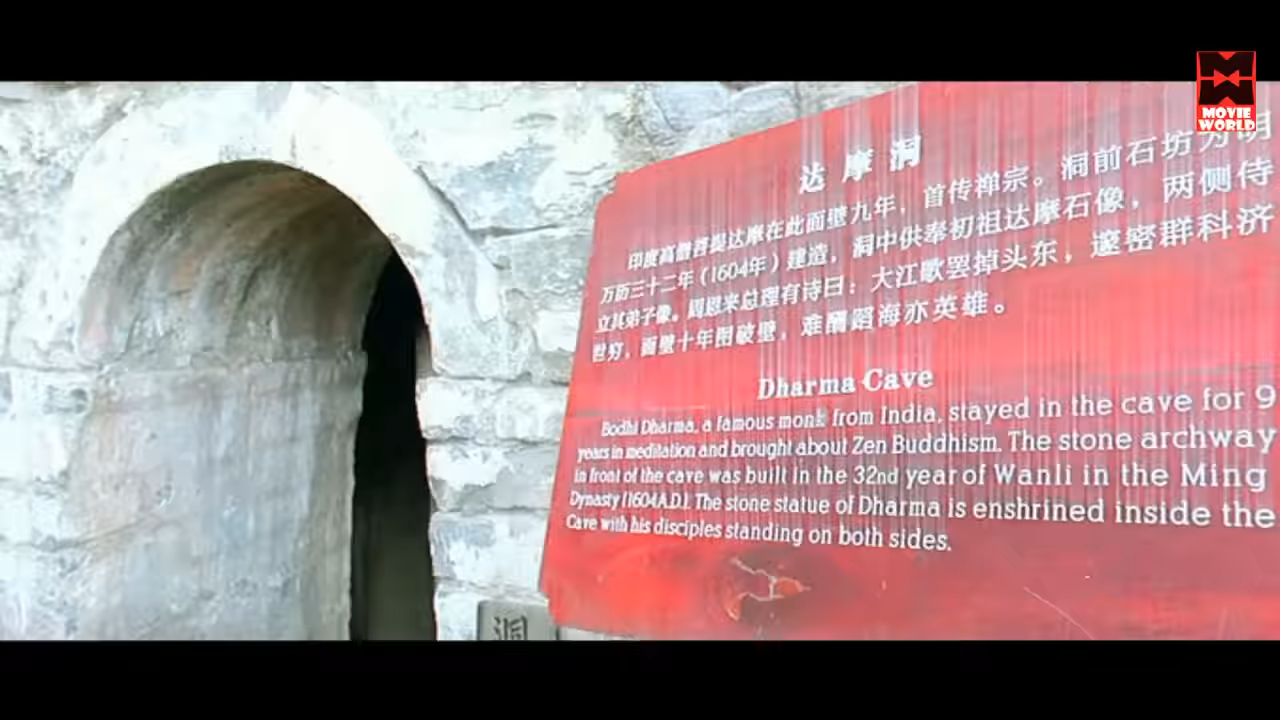 MOVIE
WORLD
达摩洞
印度高僧菩提达摩在此面壁九年，首传禅宗。洞前石坊为明
万历三十二年（1604年）建造，洞中供奉初祖达摩石像，两侧侍
立其弟子像。周恩来总理有诗曰：大江歌罢掉头东，邃密群科济
世穷，面壁十年图破壁，难酬蹈海亦英雄。
Dharma Cave
Bodhi Dharma, a famous monk from India, stayed in the cave for 9
years in meditation and brought about Zen Buddhism. The stone archway
in front of the cave was built in the 32nd year of Wanli in the Ming
Dynasty (1604A.D.). The stone statue of Dharma is enshrined inside the
Cave with his disciples standing on both sides.
洞